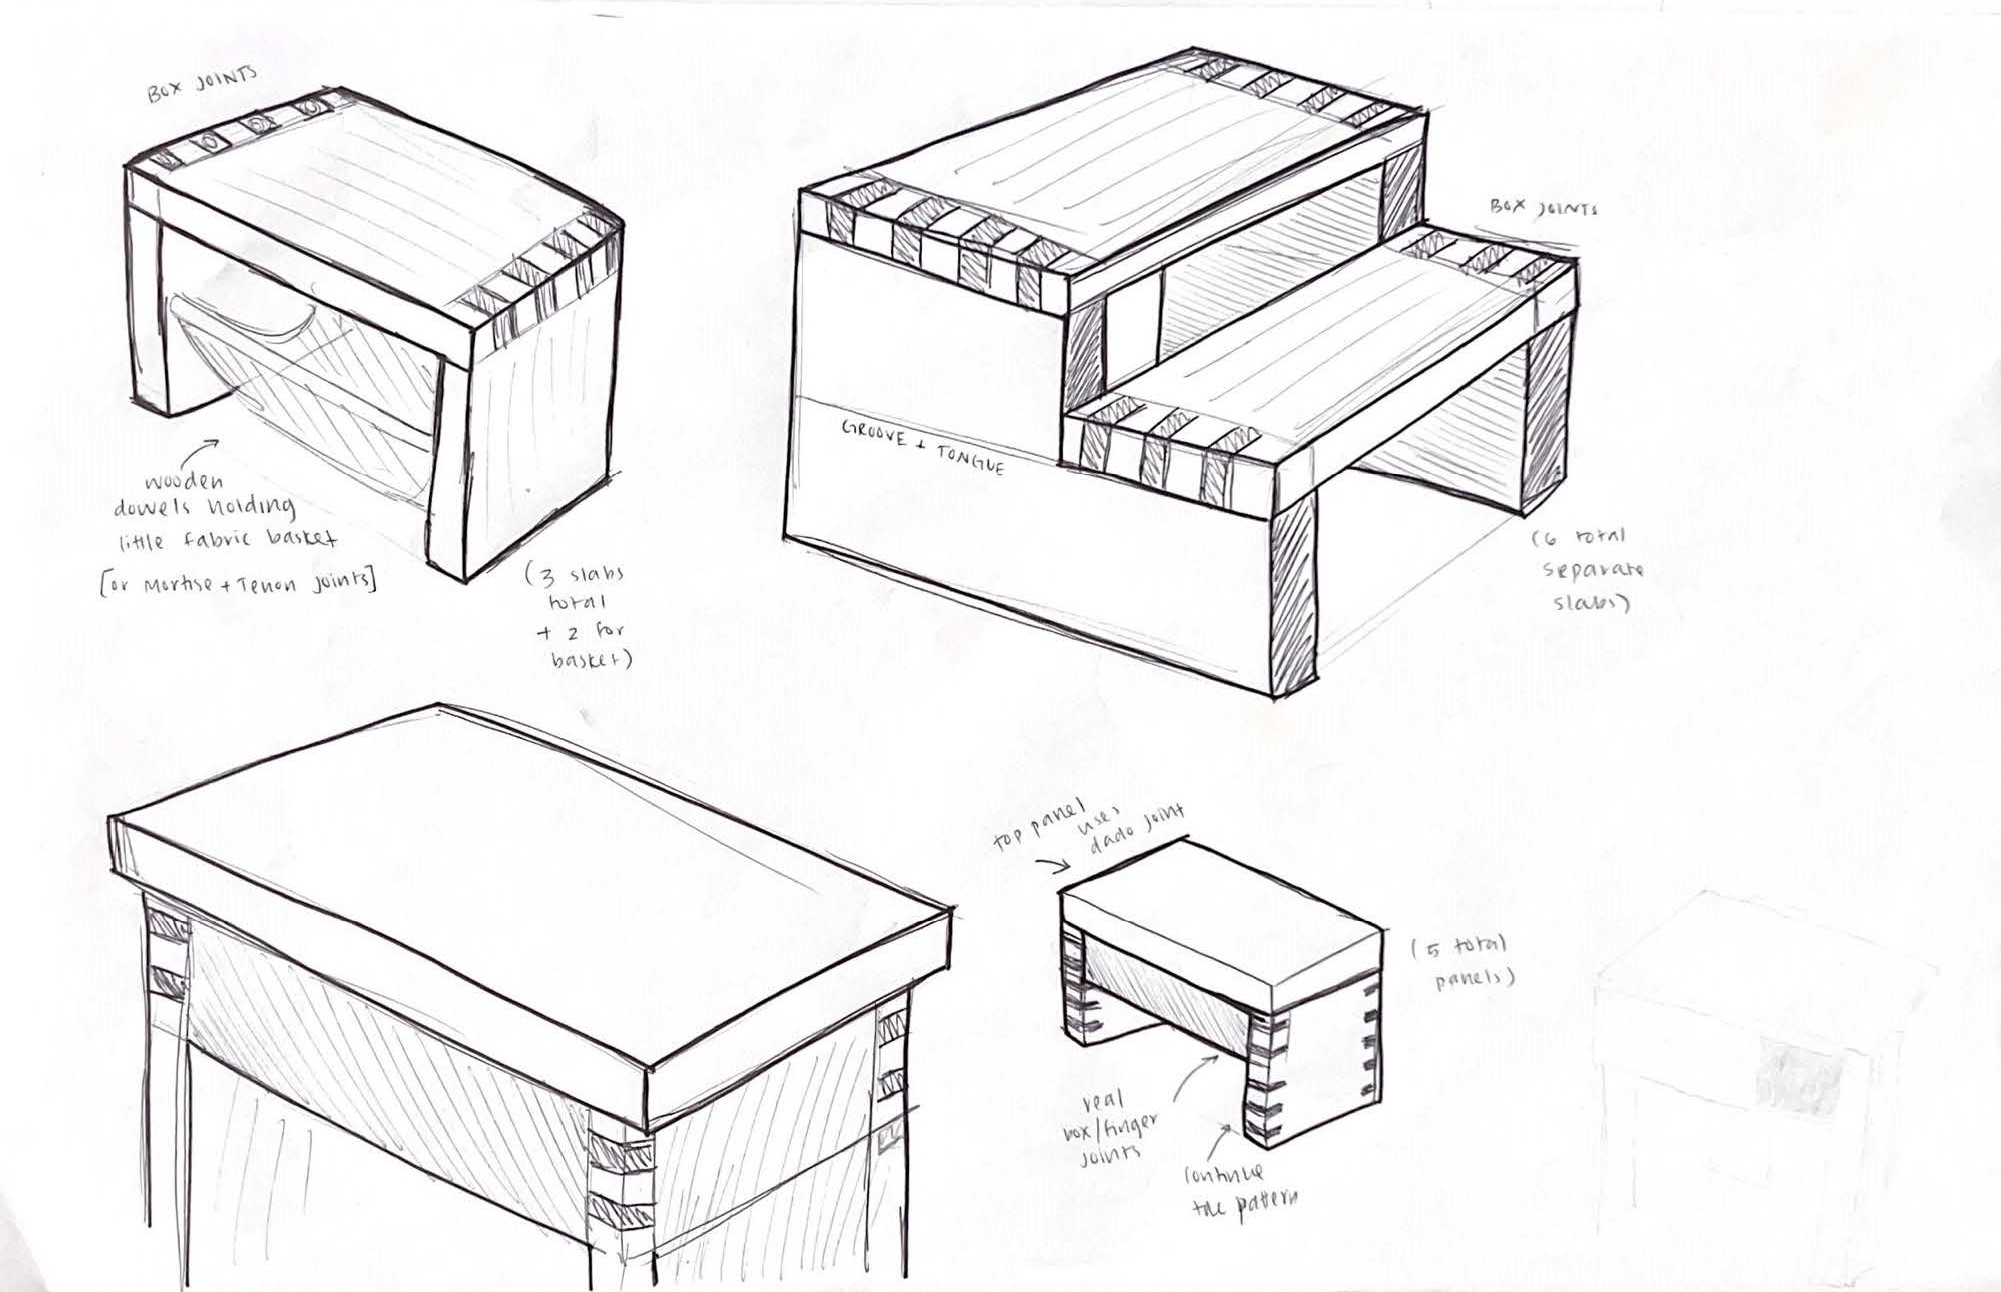 BOX JOINTS
wooden
dowels holding
little fabric basket
[or Mortise + Tenon joints]
(3 slabs
total
+ 2 for
basket)
BOX JOINTS
GROOVE + TONGUE
(6 total
separate
slabs)
top panel
uses
dado joint
(5 total
panels)
real
box/finger
joints
continue
the pattern